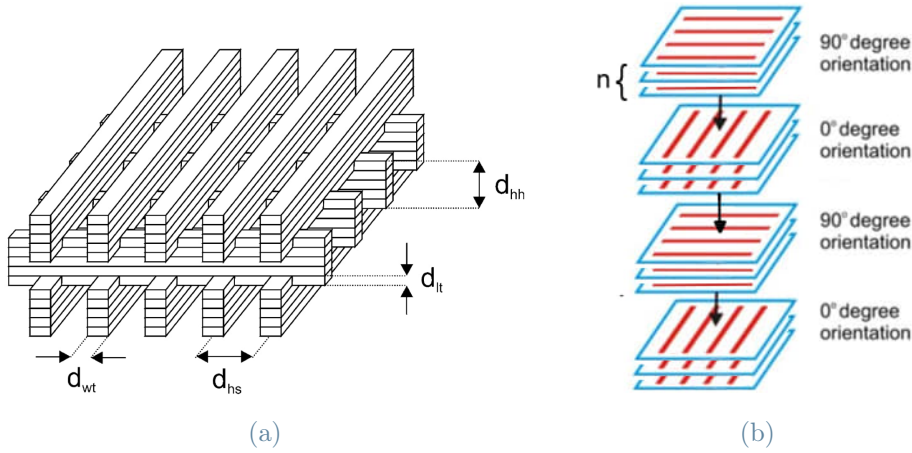 d_hh
d_lt
d_wt
d_hs
(a)
n {
90° degree
orientation
0° degree
orientation
90° degree
orientation
0° degree
orientation
(b)